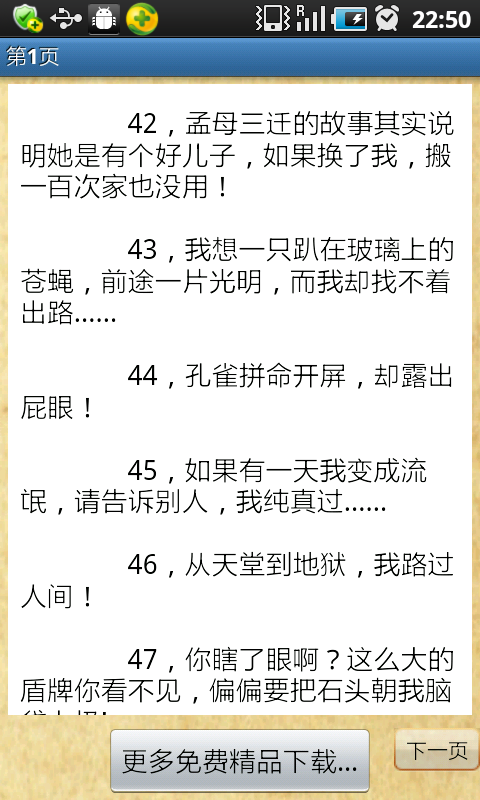 R
22:50
第1页
42，孟母三迁的故事其实说
明她是有个好儿子，如果换了我，搬
一百次家也没用！
43，我想一只趴在玻璃上的
苍蝇，前途一片光明，而我却找不着
出路......
44，孔雀拼命开屏，却露出
屁眼！
45，如果有一天我变成流
氓，请告诉别人，我纯真过......
46，从天堂到地狱，我路过
人间！
47，你瞎了眼啊？这么大的
盾牌你看不见，偏偏要把石头朝我脑
更多免费精品下载...
下一页